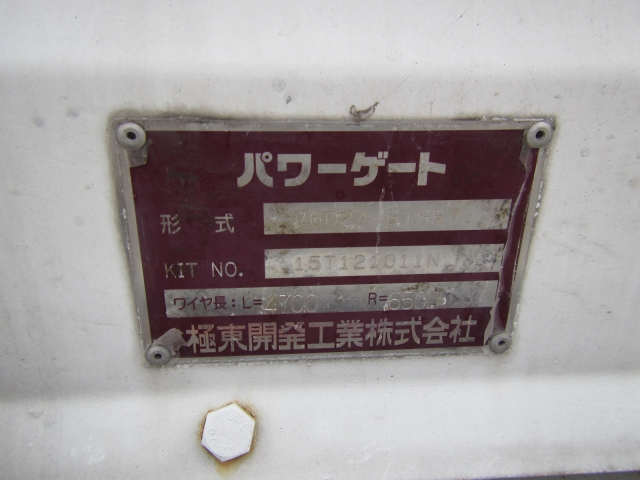 パワーゲート
形式
KIT NO. 15T121011N
ワイヤ長:L=4700 R=
極東開発工業株式会社